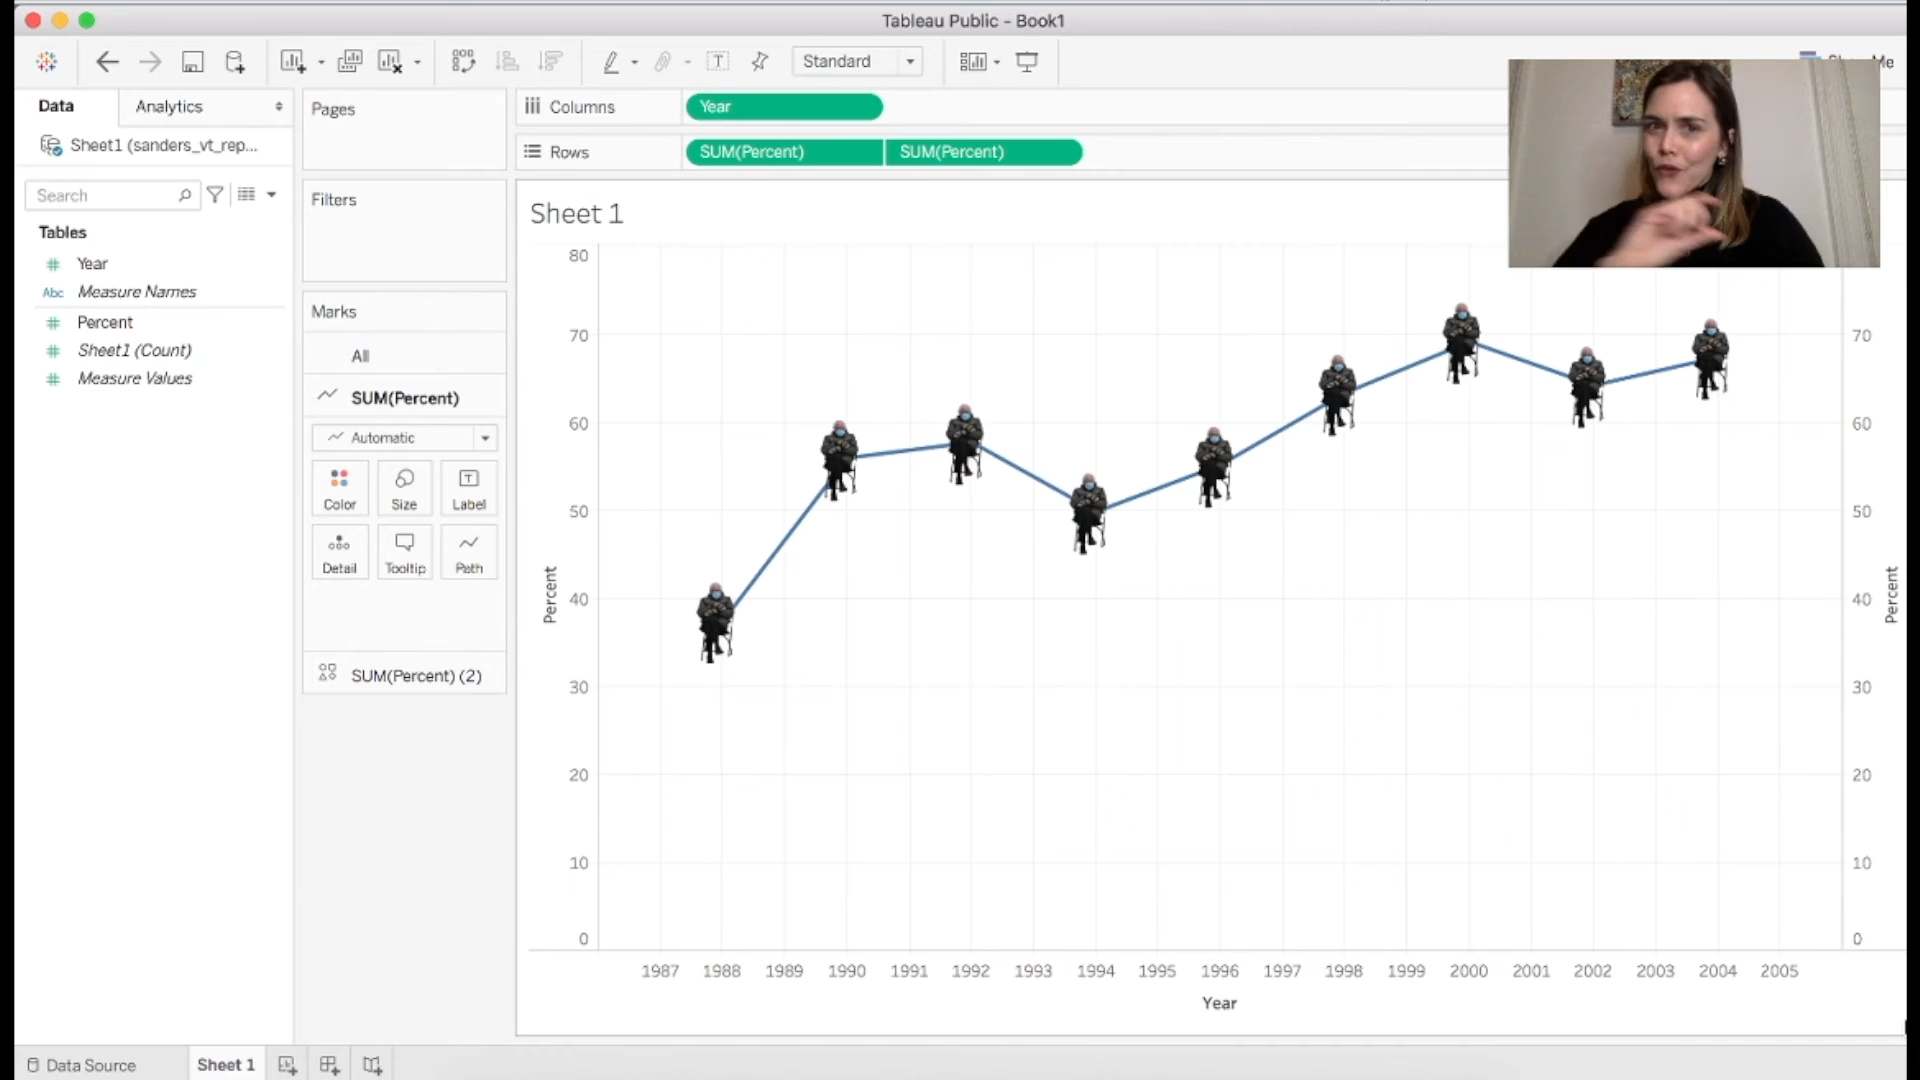 Tableau Public - Book1
Standard
Me
Data
Analytics
Sheet1 (sanders_vt_rep...
Search
Tables
Year
Abc Measure Names
Percent
Sheet1 (Count)
Measure Values
Pages
Filters
Marks
All
SUM(Percent)
Automatic
Color
Size
T
Label
Detail
Tooltip
Path
SUM(Percent) (2)
Columns
Year
Rows
SUM(Percent)
SUM(Percent)
Sheet 1
80
70
60
50
40
30
20
10
0
Percent
70
60
50
40
30
20
10
0
Percent
1987 1988 1989 1990 1991 1992 1993 1994 1995 1996 1997 1998 1999 2000 2001 2002 2003 2004 2005
Year
Data Source
Sheet 1